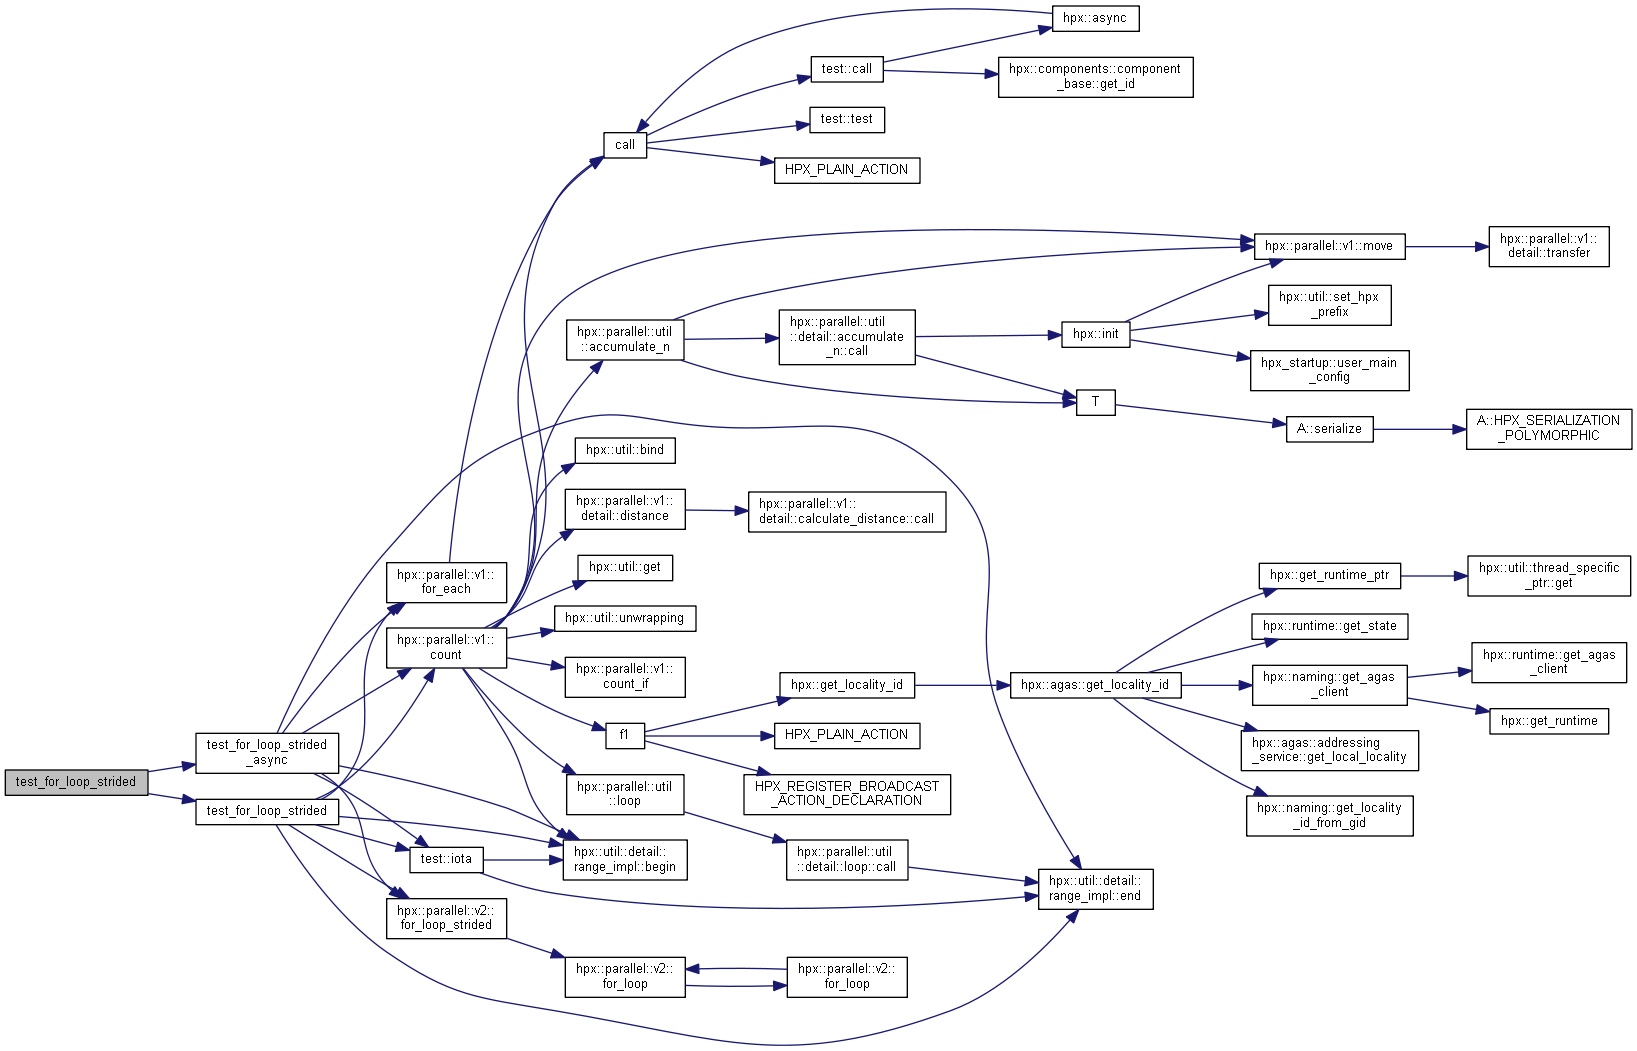 hpx::async
test::call
hpx::components::component
_base::get_id
test::test
call
HPX_PLAIN_ACTION
hpx::parallel::v1::move
hpx::parallel::v1::
detail::transfer
hpx::util::set_hpx
_prefix
hpx::parallel::util
::accumulate_n
hpx::parallel::util
::detail::accumulate
_n::call
hpx::init
hpx_startup::user_main
_config
T
A::serialize
A::HPX_SERIALIZATION
_POLYMORPHIC
hpx::util::bind
hpx::parallel::v1::
detail::distance
hpx::parallel::v1::
detail::calculate_distance::call
hpx::util::get
hpx::parallel::v1::
for_each
hpx::get_runtime_ptr
hpx::util::thread_specific
_ptr::get
hpx::util::unwrapping
hpx::runtime::get_state
hpx::parallel::v1::
count
hpx::parallel::v1::
count_if
hpx::get_locality_id
hpx::agas::get_locality_id
hpx::naming::get_agas
_client
hpx::runtime::get_agas
_client
hpx::get_runtime
f1
HPX_PLAIN_ACTION
hpx::agas::addressing
_service::get_local_locality
test_for_loop_strided
_async
test_for_loop_strided
test_for_loop_strided
hpx::parallel::util
::loop
HPX_REGISTER_BROADCAST
_ACTION_DECLARATION
hpx::naming::get_locality
_id_from_gid
test::iota
hpx::util::detail::
range_impl::begin
hpx::parallel::util
::detail::loop::call
hpx::util::detail::
range_impl::end
hpx::parallel::v2::
for_loop_strided
hpx::parallel::v2::
for_loop
hpx::parallel::v2::
for_loop